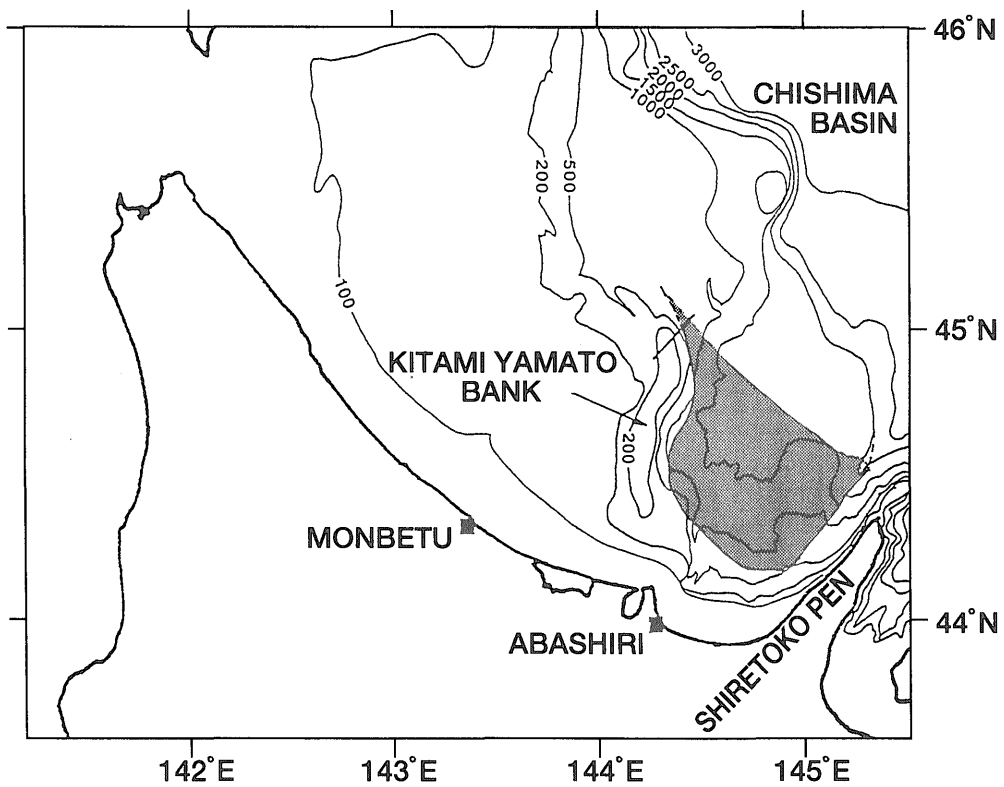 46°N
3000
2500
2000
1500
1000
CHISHIMA
BASIN
200
500
100
45°N
KITAMI YAMATO
BANK
200
MONBETU
44°N
ABASHIRI
SHIRETOKO PEN
142°E
143°E
144°E
145°E